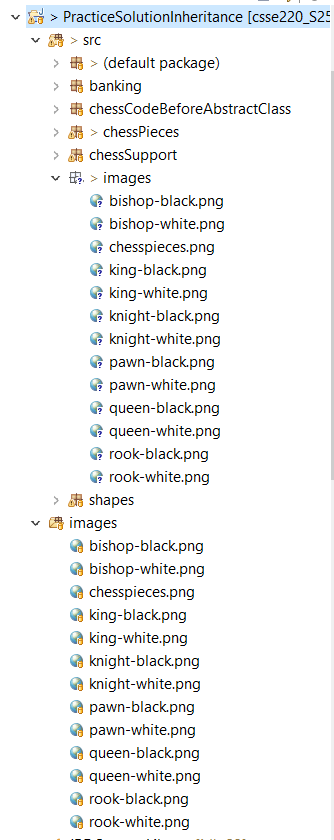 > PracticeSolutionInheritance [csse220_S25
> src
> (default package)
banking
chessCodeBeforeAbstractClass
> chessPieces
chessSupport
> images
bishop-black.png
bishop-white.png
chesspieces.png
king-black.png
king-white.png
knight-black.png
knight-white.png
pawn-black.png
pawn-white.png
queen-black.png
queen-white.png
rook-black.png
rook-white.png
shapes
images
bishop-black.png
bishop-white.png
chesspieces.png
king-black.png
king-white.png
knight-black.png
knight-white.png
pawn-black.png
pawn-white.png
queen-black.png
queen-white.png
rook-black.png
rook-white.png